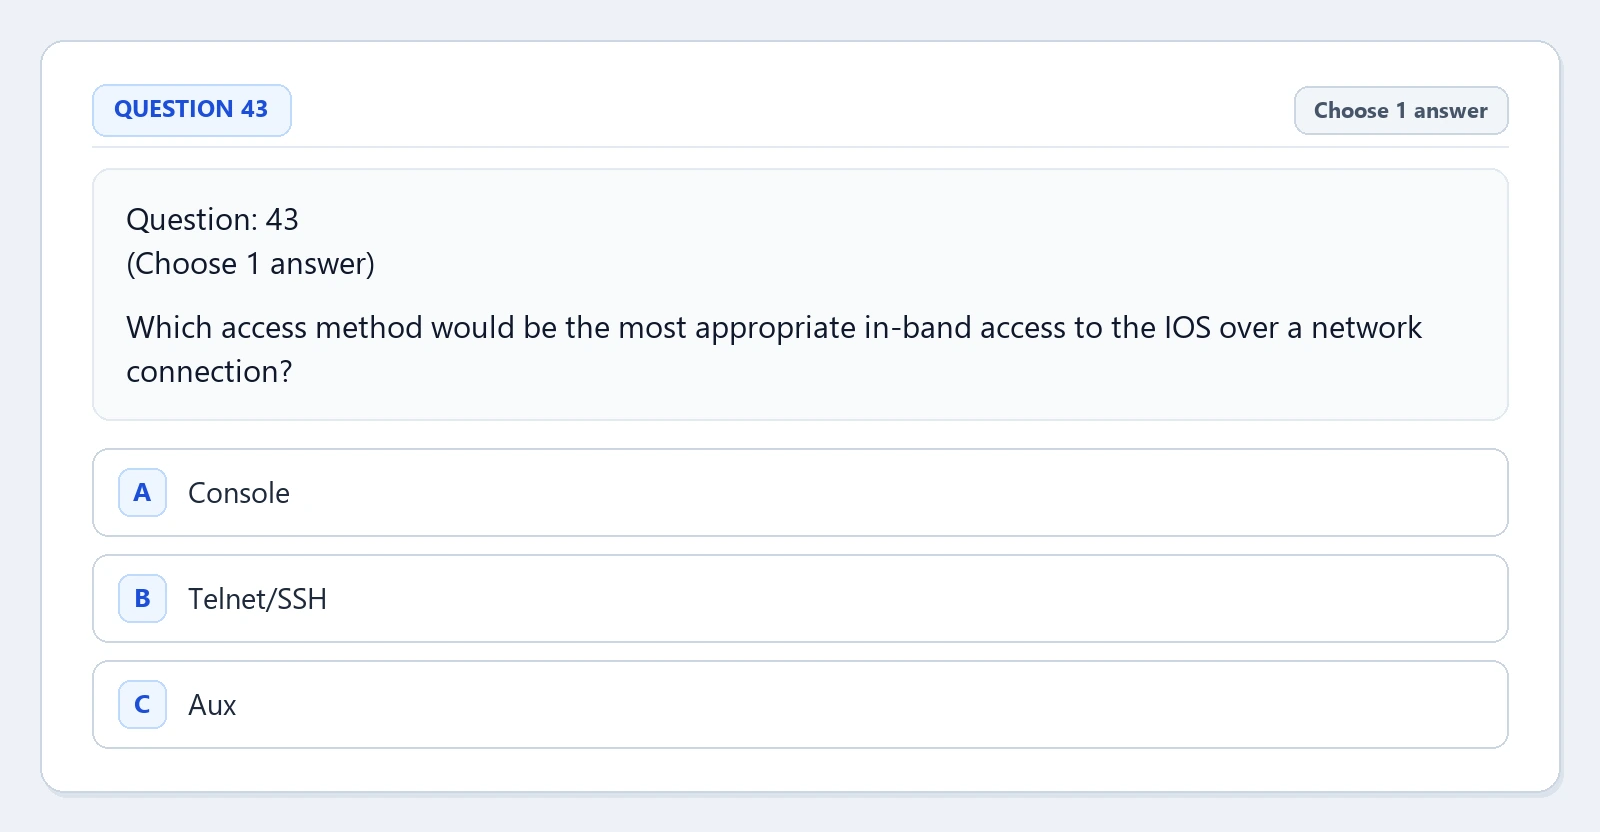 QUESTION 43
Choose 1 answer
Question: 43
(Choose 1 answer)
Which access method would be the most appropriate in-band access to the IOS over a network
connection?
A Console
B Telnet/SSH
C Aux